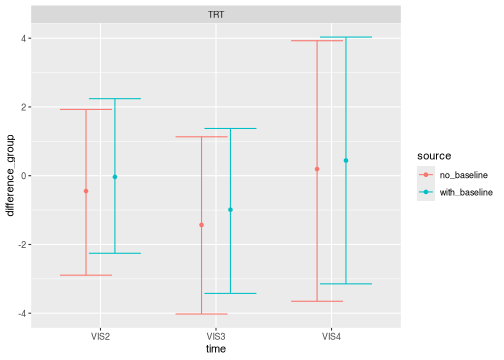 TRT
difference_group
4
2
0
-2
-4
VIS2
VIS3
VIS4
time
source
no_baseline
with_baseline